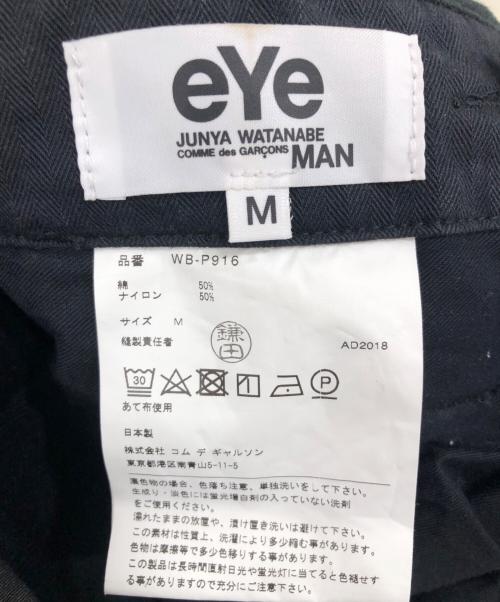 eYe
JUNYA WATANABE
COMME des GARÇONS MAN
M
品番 WB-P916
綿 50%
ナイロン 50%
サイズ M
縫製責任者 鎌田 AD2018
30 P
あて布使用
日本製
株式会社 コム デ ギャルソン
東京都港区南青山5-11-5
濃色物の場合、色落ち注意、単独洗いをして下さい。
生成り・淡色には蛍光増白剤の入っていない洗剤
をご使用ください。
濡れたままの放置や、漬け置き洗いは避けて下さい。
この素材は性質上、洗濯により多少縮む事があります。
色物は摩擦等で多少色移りする事があります。
この製品は長時間直射日光や蛍光灯に当てると色褪せす
る事がありますので充分にご注意下さい。